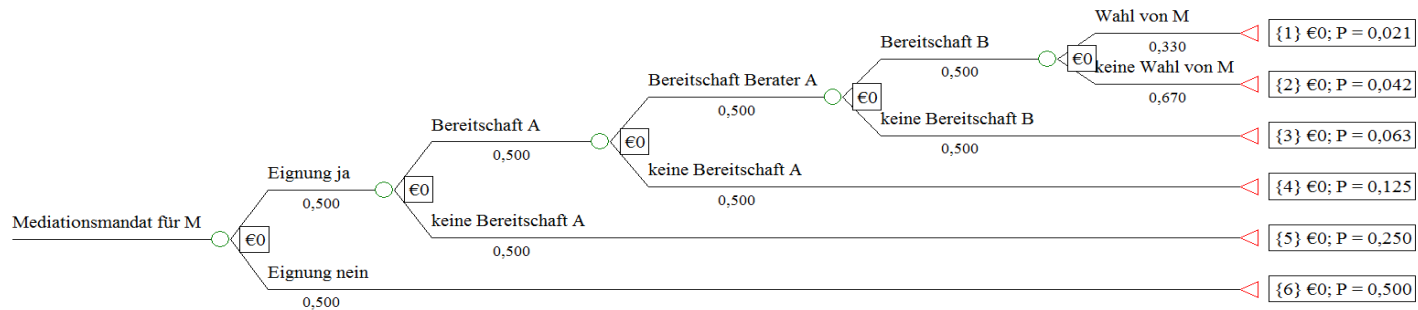 Wahl von M
{1} €0; P = 0,021
Bereitschaft B
0,330
€0
keine Wahl von M
0,500
{2} €0; P = 0,042
Bereitschaft Berater A
0,670
€0
0,500
keine Bereitschaft B
Bereitschaft A
{3} €0; P = 0,063
€0
0,500
0,500
keine Bereitschaft A
Eignung ja
{4} €0; P = 0,125
€0
0,500
0,500
Mediationsmandat für M
keine Bereitschaft A
€0
{5} €0; P = 0,250
0,500
Eignung nein
{6} €0; P = 0,500
0,500